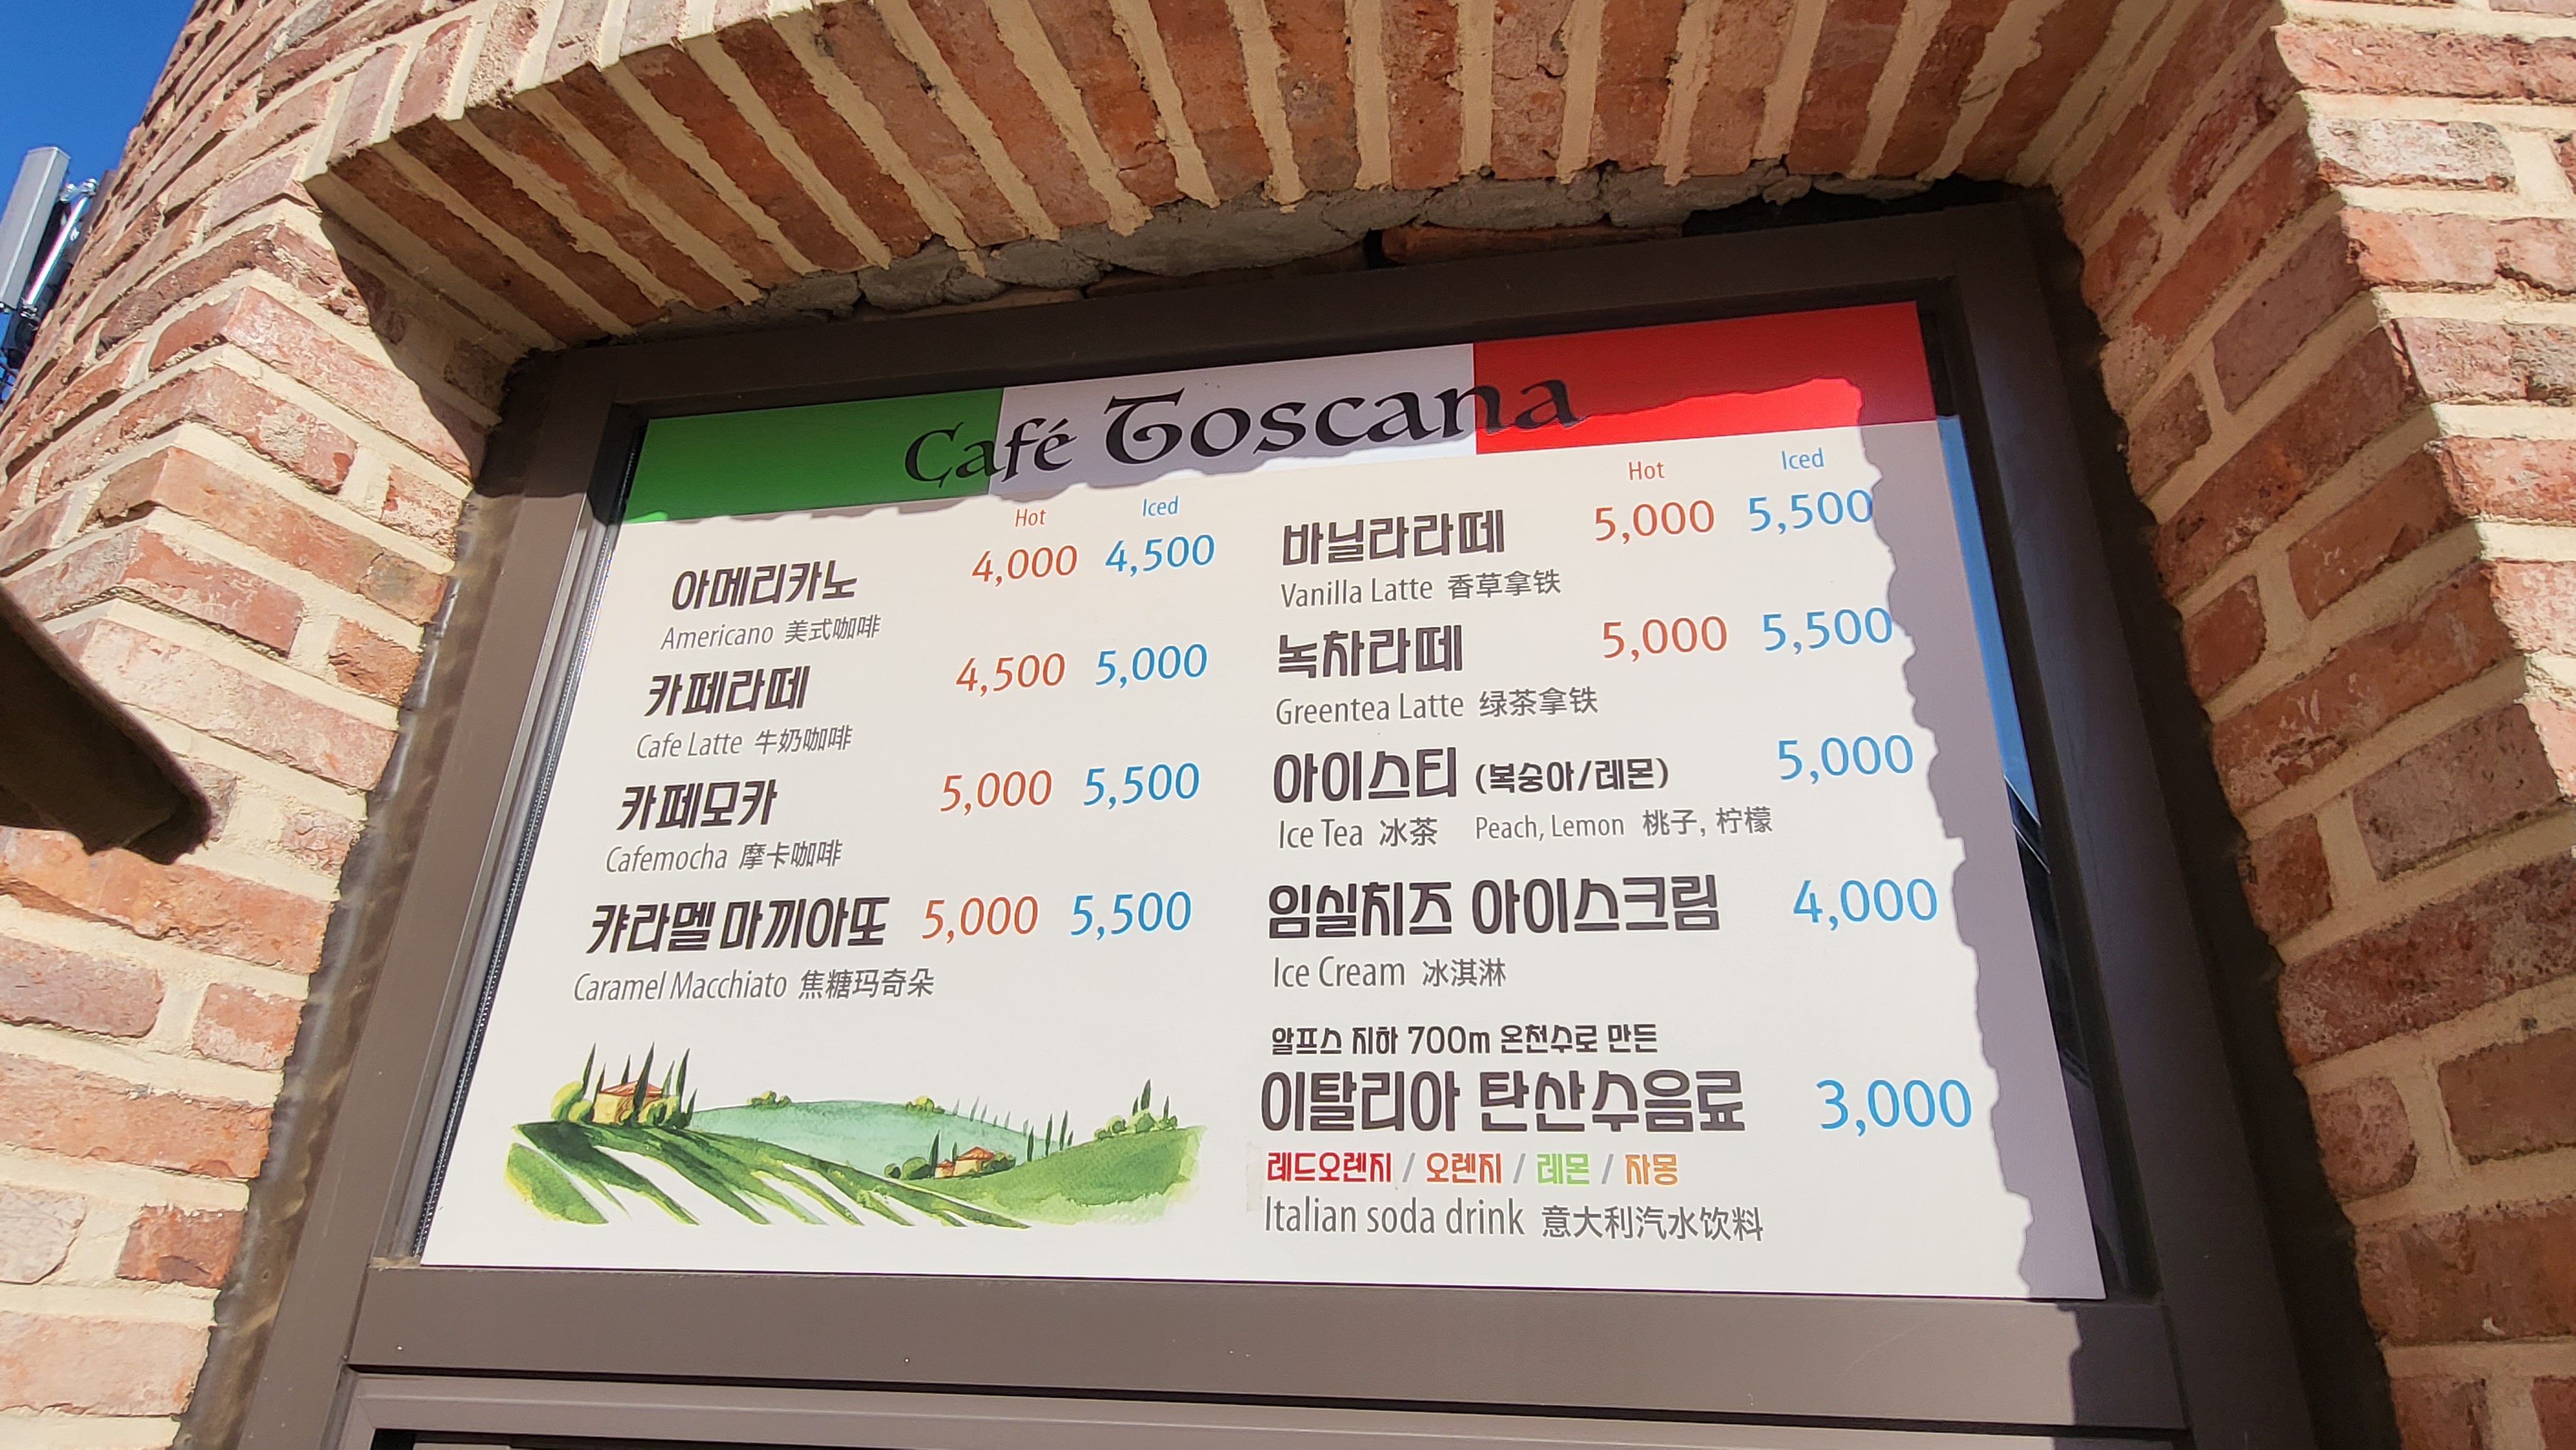 Café Toscana
Hot Iced
아메리카노 4,000 4,500
Americano 美式咖啡
카페라떼 4,500 5,000
Cafe Latte 牛奶咖啡
카페모카 5,000 5,500
Cafemocha 摩卡咖啡
캬라멜 마끼아또 5,000 5,500
Caramel Macchiato 焦糖玛奇朵
Hot Iced
바닐라라떼 5,000 5,500
Vanilla Latte 香草拿铁
녹차라떼 5,000 5,500
Greentea Latte 绿茶拿铁
아이스티 (복숭아/레몬) 5,000
Ice Tea 冰茶 Peach, Lemon 桃子, 柠檬
임실치즈 아이스크림 4,000
Ice Cream 冰淇淋
알프스 지하 700m 온천수로 만든
이탈리아 탄산수음료 3,000
레드오렌지 / 오렌지 / 레몬 / 자몽
Italian soda drink 意大利汽水饮料